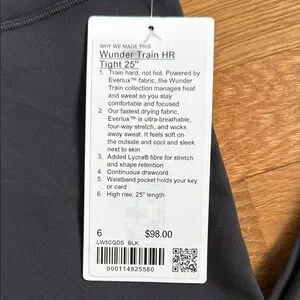 WHY WE MADE THIS
Wunder Train HR
Tight 25"
1. Train hard, not hot. Powered by
Everlux™ fabric, the Wunder
Train collection manages heat
and sweat so you stay
comfortable and focused
2. Our fastest drying fabric,
Everlux™ is ultra-breathable,
four-way stretch, and wicks
away sweat. It feels soft on
the outside and cool and sleek
next to skin
3. Added Lycra® fibre for stretch
and shape retention
4. Continuous drawcord
5. Waistband pocket holds your key
or card
6. High rise, 25" length
6 $98.00
LW5CQDS BLK
000114825580